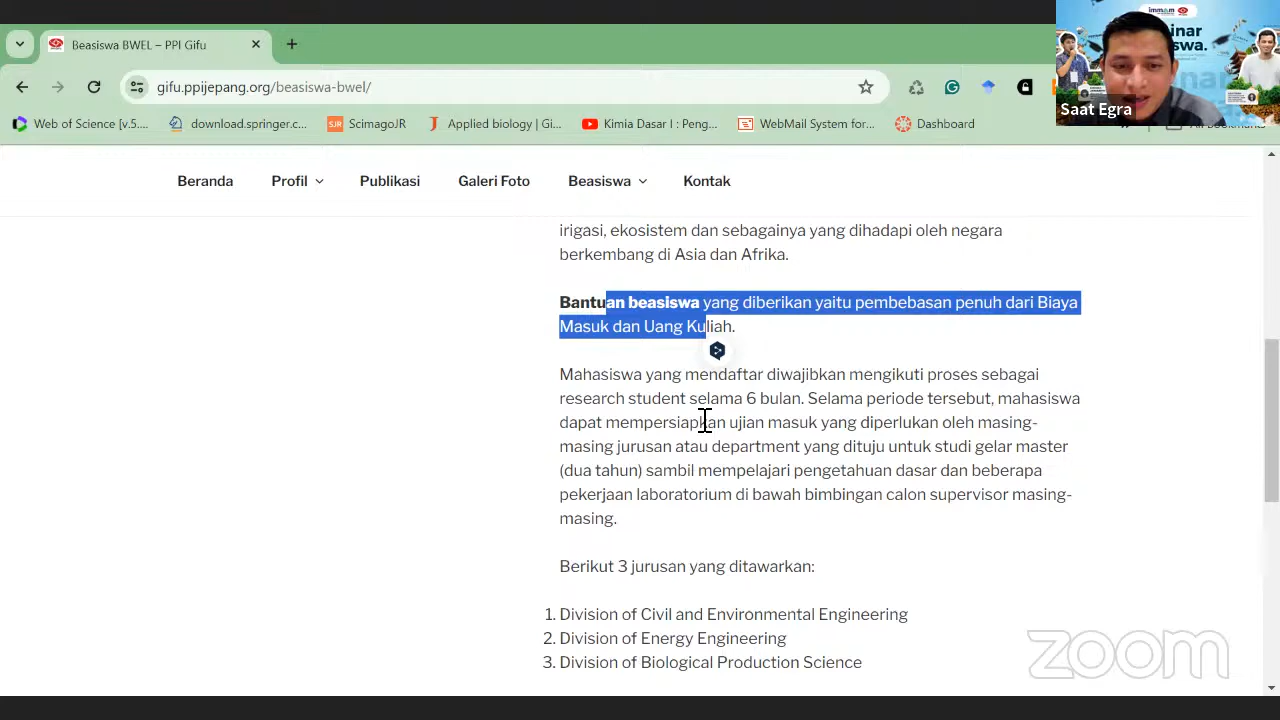 Beasiswa BWEL – PPI Gifu
gifu.ppijepang.org/beasiswa-bwel/
Web of Science [v.5.... download.springer.c... SJR ScimagoJR Applied biology | Gi... Kimia Dasar I : Peng... WebMail System for... Dashboard
immam
inar
swa.
Saat Egra
Beranda Profil Publikasi Galeri Foto Beasiswa Kontak
irigasi, ekosistem dan sebagainya yang dihadapi oleh negara
berkembang di Asia dan Afrika.
Bantuan beasiswa yang diberikan yaitu pembebasan penuh dari Biaya
Masuk dan Uang Kuliah.
Mahasiswa yang mendaftar diwajibkan mengikuti proses sebagai
research student selama 6 bulan. Selama periode tersebut, mahasiswa
dapat mempersiapkan ujian masuk yang diperlukan oleh masing-
masing jurusan atau department yang dituju untuk studi gelar master
(dua tahun) sambil mempelajari pengetahuan dasar dan beberapa
pekerjaan laboratorium di bawah bimbingan calon supervisor masing-
masing.
Berikut 3 jurusan yang ditawarkan:
1. Division of Civil and Environmental Engineering
2. Division of Energy Engineering
3. Division of Biological Production Science
zoom